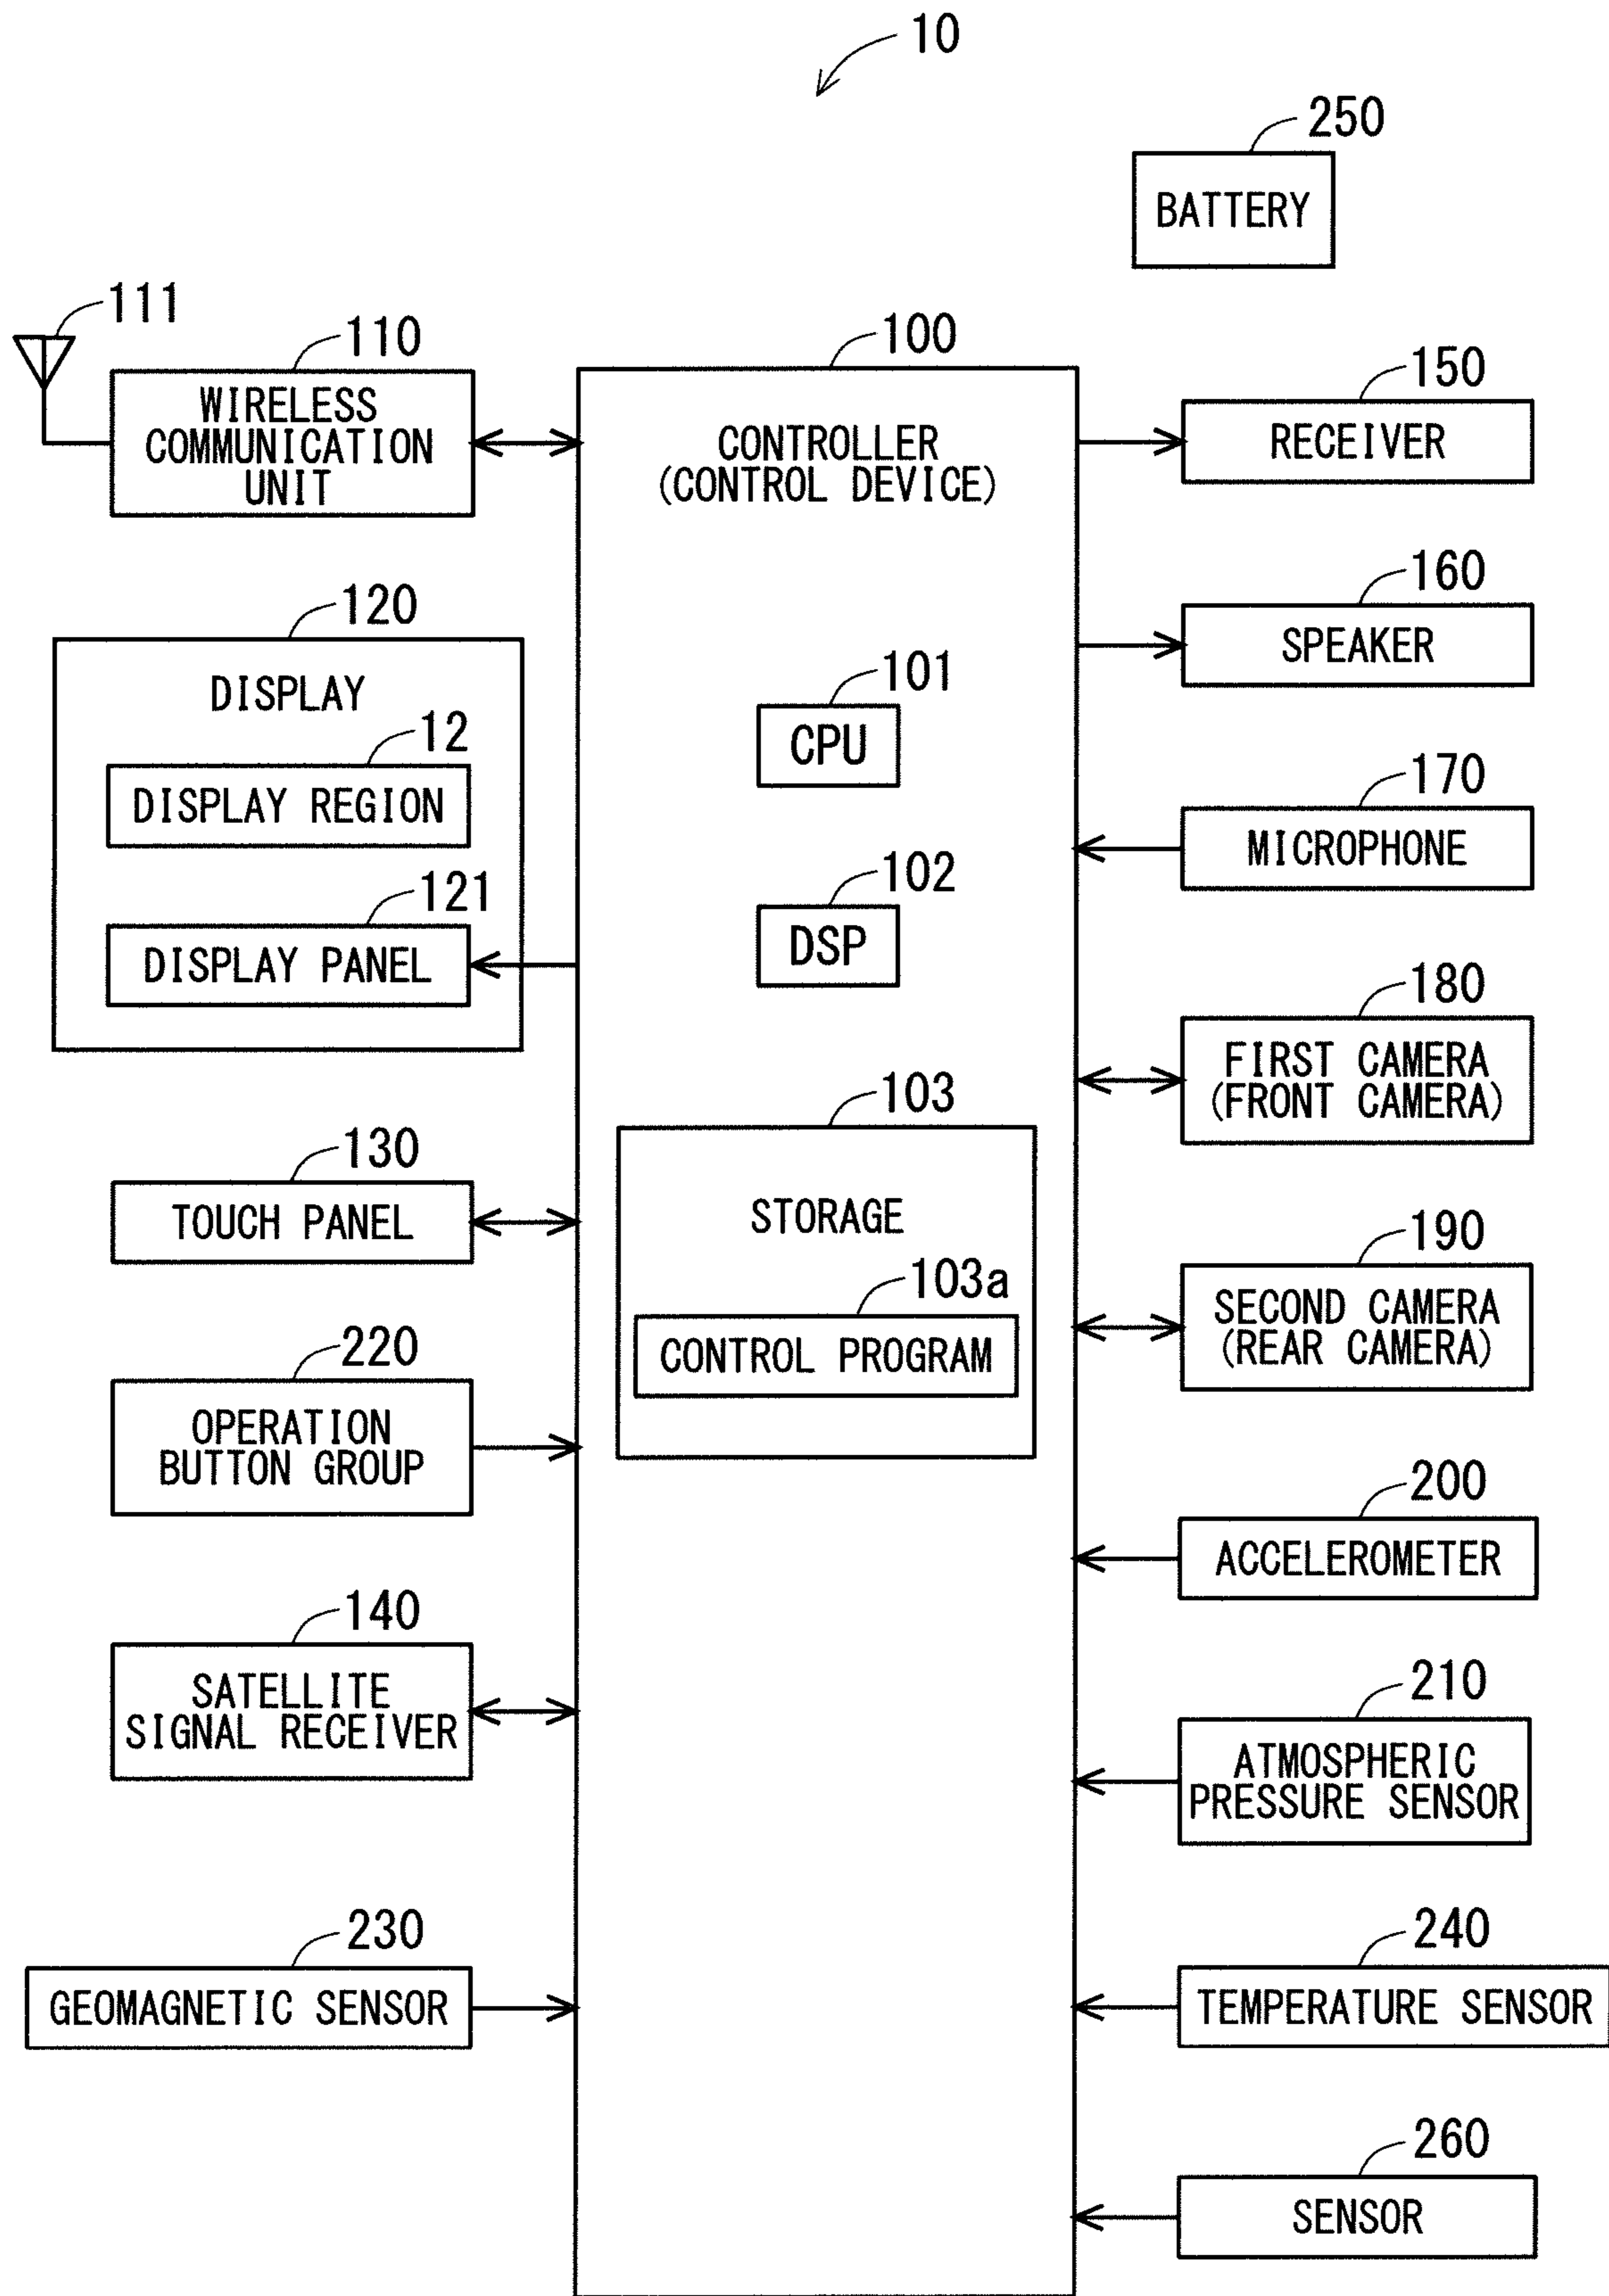 10
250
BATTERY
111
110
WIRELESS
COMMUNICATION
UNIT
120
DISPLAY
12
DISPLAY REGION
121
DISPLAY PANEL
130
TOUCH PANEL
220
OPERATION
BUTTON GROUP
140
SATELLITE
SIGNAL RECEIVER
230
GEOMAGNETIC SENSOR
100
CONTROLLER
(CONTROL DEVICE)
101
CPU
102
DSP
103
STORAGE
103a
CONTROL PROGRAM
150
RECEIVER
160
SPEAKER
170
MICROPHONE
180
FIRST CAMERA
(FRONT CAMERA)
190
SECOND CAMERA
(REAR CAMERA)
200
ACCELEROMETER
210
ATMOSPHERIC
PRESSURE SENSOR
240
TEMPERATURE SENSOR
260
SENSOR